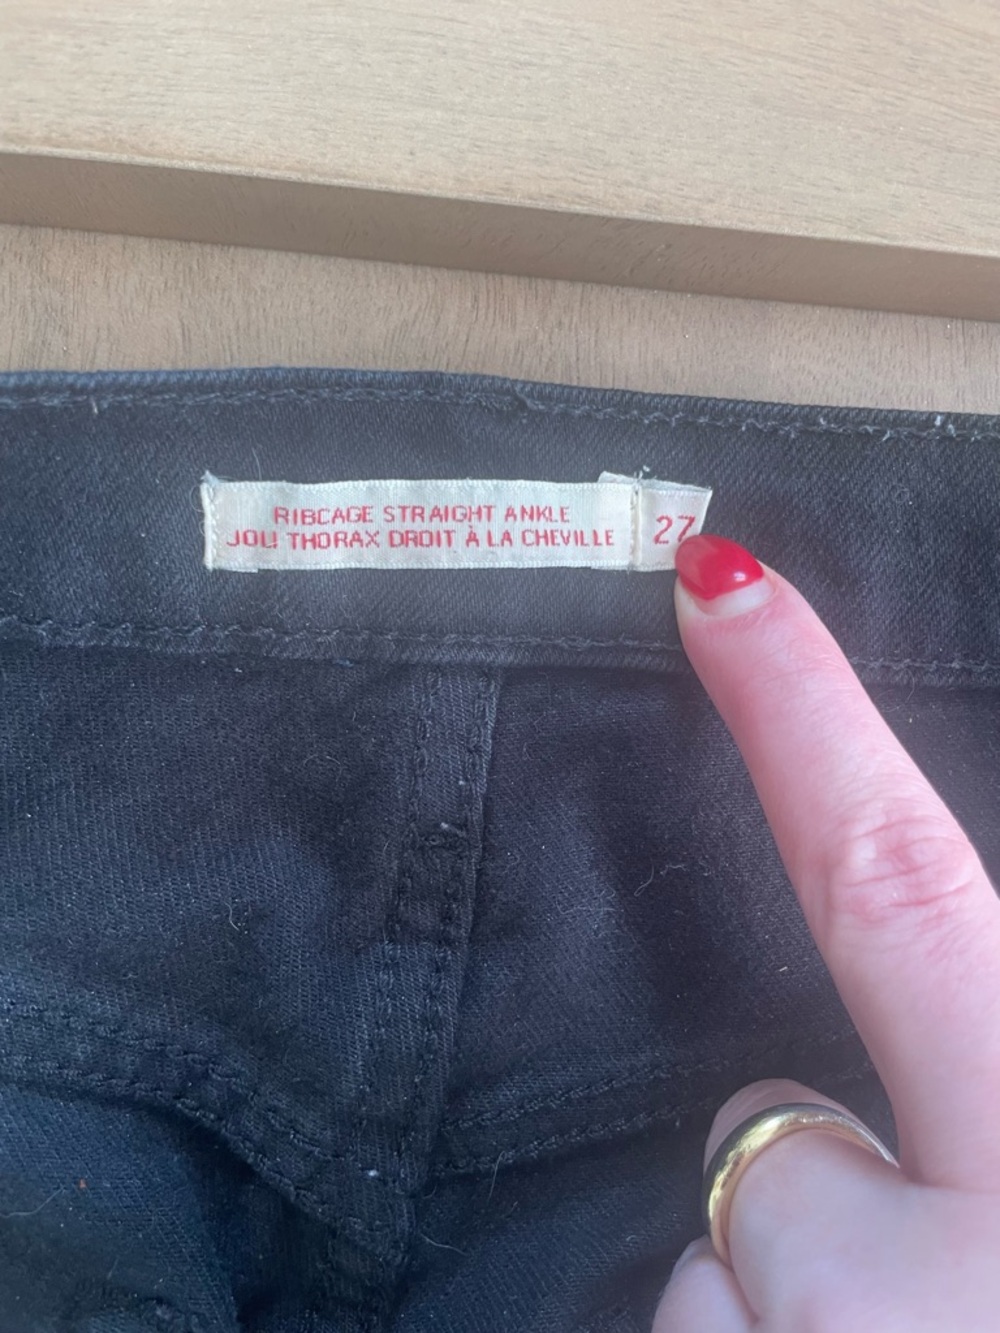 RIBCAGE STRAIGHT ANKLE
JOLI THORAX DROIT À LA CHEVILLE
27